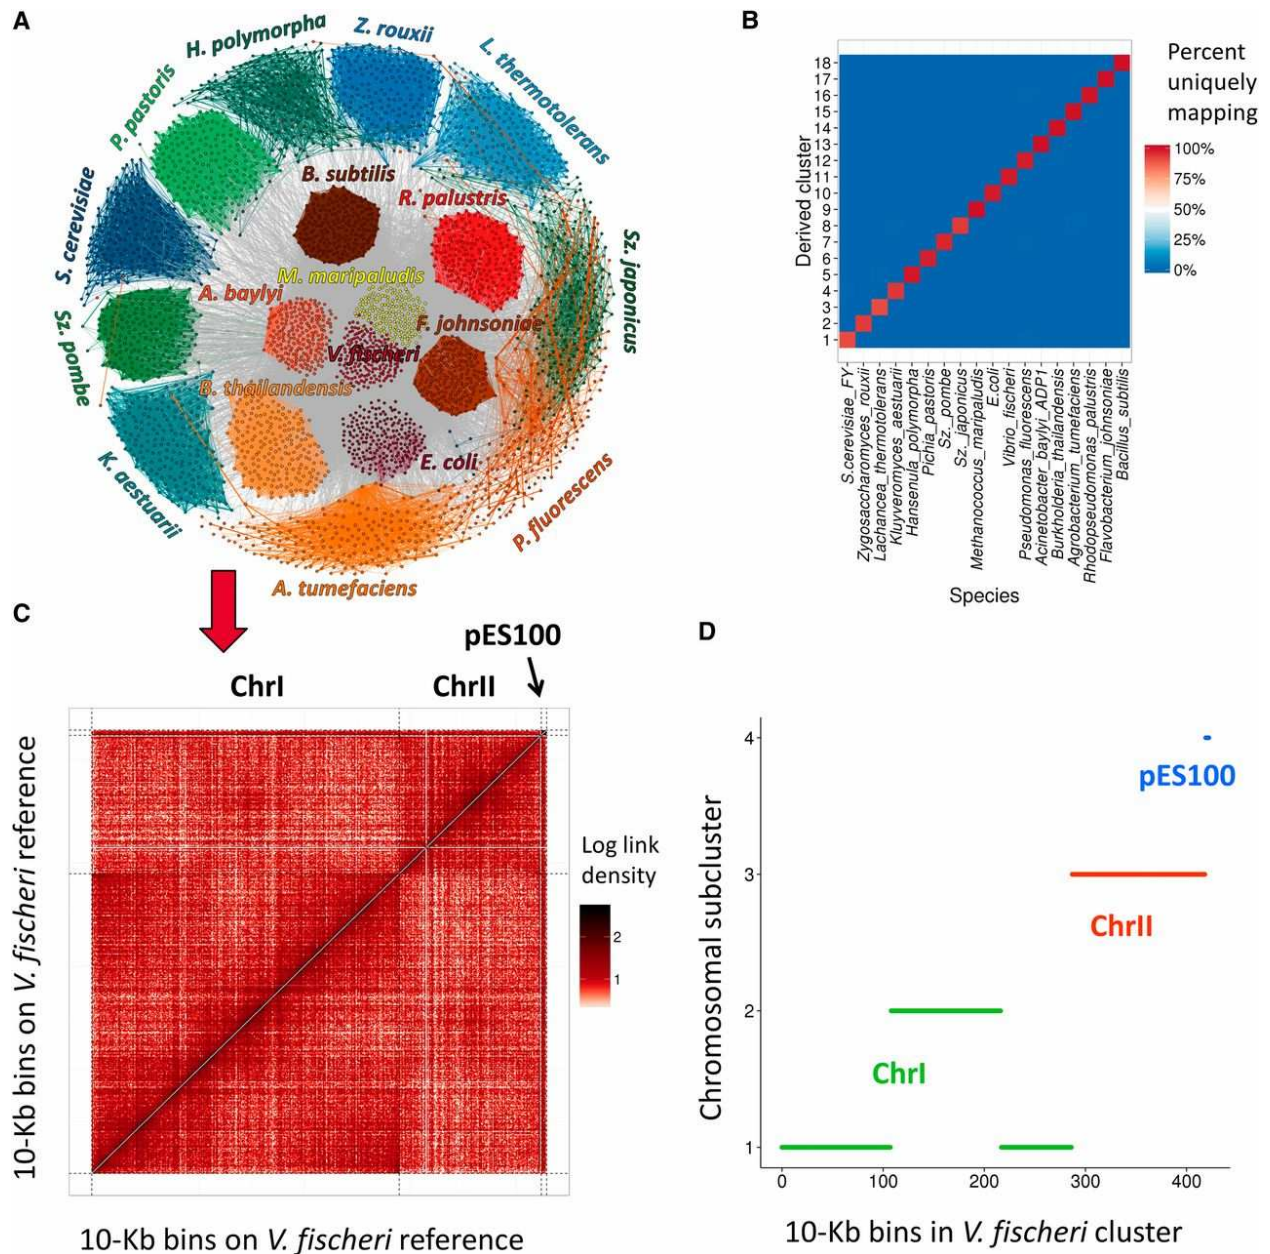 A
H. polymorpha
Z. rouxii
L. thermotolerans
P. pastoris
S. cerevisiae
B. subtilis
R. palustris
M. maripaludis
A. baylyi
F. johnsoniae
V. fischeri
Sz. japonicus
Sz. pombe
B. thailandensis
E. coli
K. aestuarii
P. fluorescens
A. tumefaciens
B
Derived cluster
18
17
16
15
14
13
12
11
10
9
8
7
6
5
4
3
2
1
S.cerevisiae_FY
Zygosaccharomyces_rouxii
Lachancea_thermotolerans
Kluyveromyces_aestuarii
Hansenula_polymorpha
Pichia_pastoris
Sz._pombe
Sz._japonicus
Methanococcus_maripaludis
E.coli
Vibrio_fischeri
Pseudomonas_fluorescens
Acinetobacter_baylyi_ADP1
Burkholderia_thailandensis
Agrobacterium_tumefaciens
Rhodopseudomonas_palustris
Flavobacterium_johnsoniae
Bacillus_subtilis
Species
Percent
uniquely
mapping
100%
75%
50%
25%
0%
C
pES100
ChrI
ChrII
10-Kb bins on V. fischeri reference
Log link
density
2
1
10-Kb bins on V. fischeri reference
D
Chromosomal subcluster
4
3
2
1
pES100
ChrII
ChrI
0
100
200
300
400
10-Kb bins in V. fischeri cluster